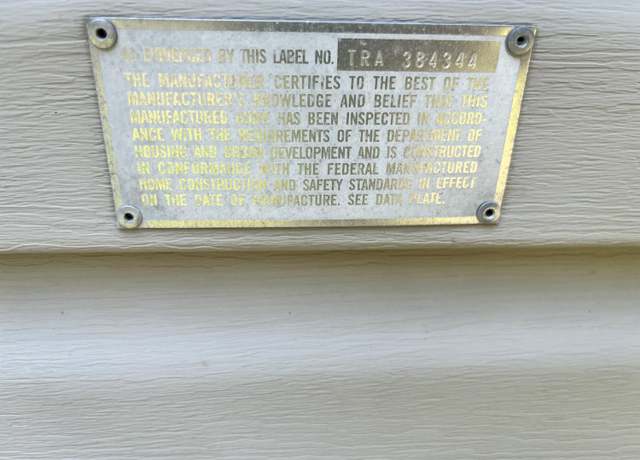 AS EVIDENCED BY THIS LABEL NO. TRA 384344
THE MANUFACTURER CERTIFIES TO THE BEST OF THE
MANUFACTURER'S KNOWLEDGE AND BELIEF THAT THIS
MANUFACTURED HOME HAS BEEN INSPECTED IN ACCORD-
ANCE WITH THE REQUIREMENTS OF THE DEPARTMENT OF
HOUSING AND URBAN DEVELOPMENT AND IS CONSTRUCTED
IN CONFORMANCE WITH THE FEDERAL MANUFACTURED
HOME CONSTRUCTION AND SAFETY STANDARDS IN EFFECT
ON THE DATE OF MANUFACTURE. SEE DATA PLATE.